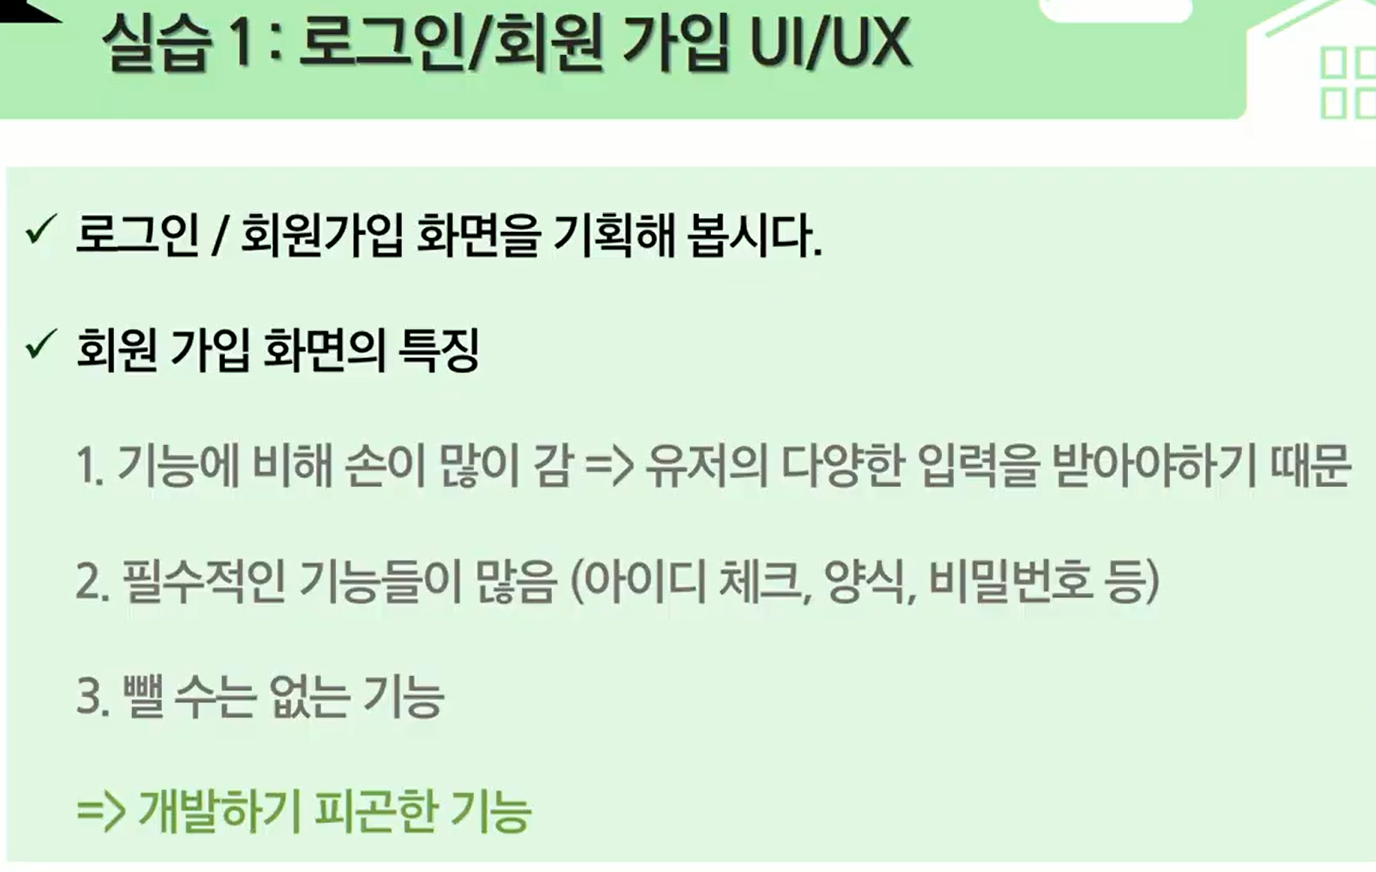 실습 1 : 로그인/회원 가입 UI/UX
✓ 로그인 / 회원가입 화면을 기획해 봅시다.
✓ 회원 가입 화면의 특징
1. 기능에 비해 손이 많이 감 => 유저의 다양한 입력을 받아야하기 때문
2. 필수적인 기능들이 많음 (아이디 체크, 양식, 비밀번호 등)
3. 뺄 수는 없는 기능
=> 개발하기 피곤한 기능